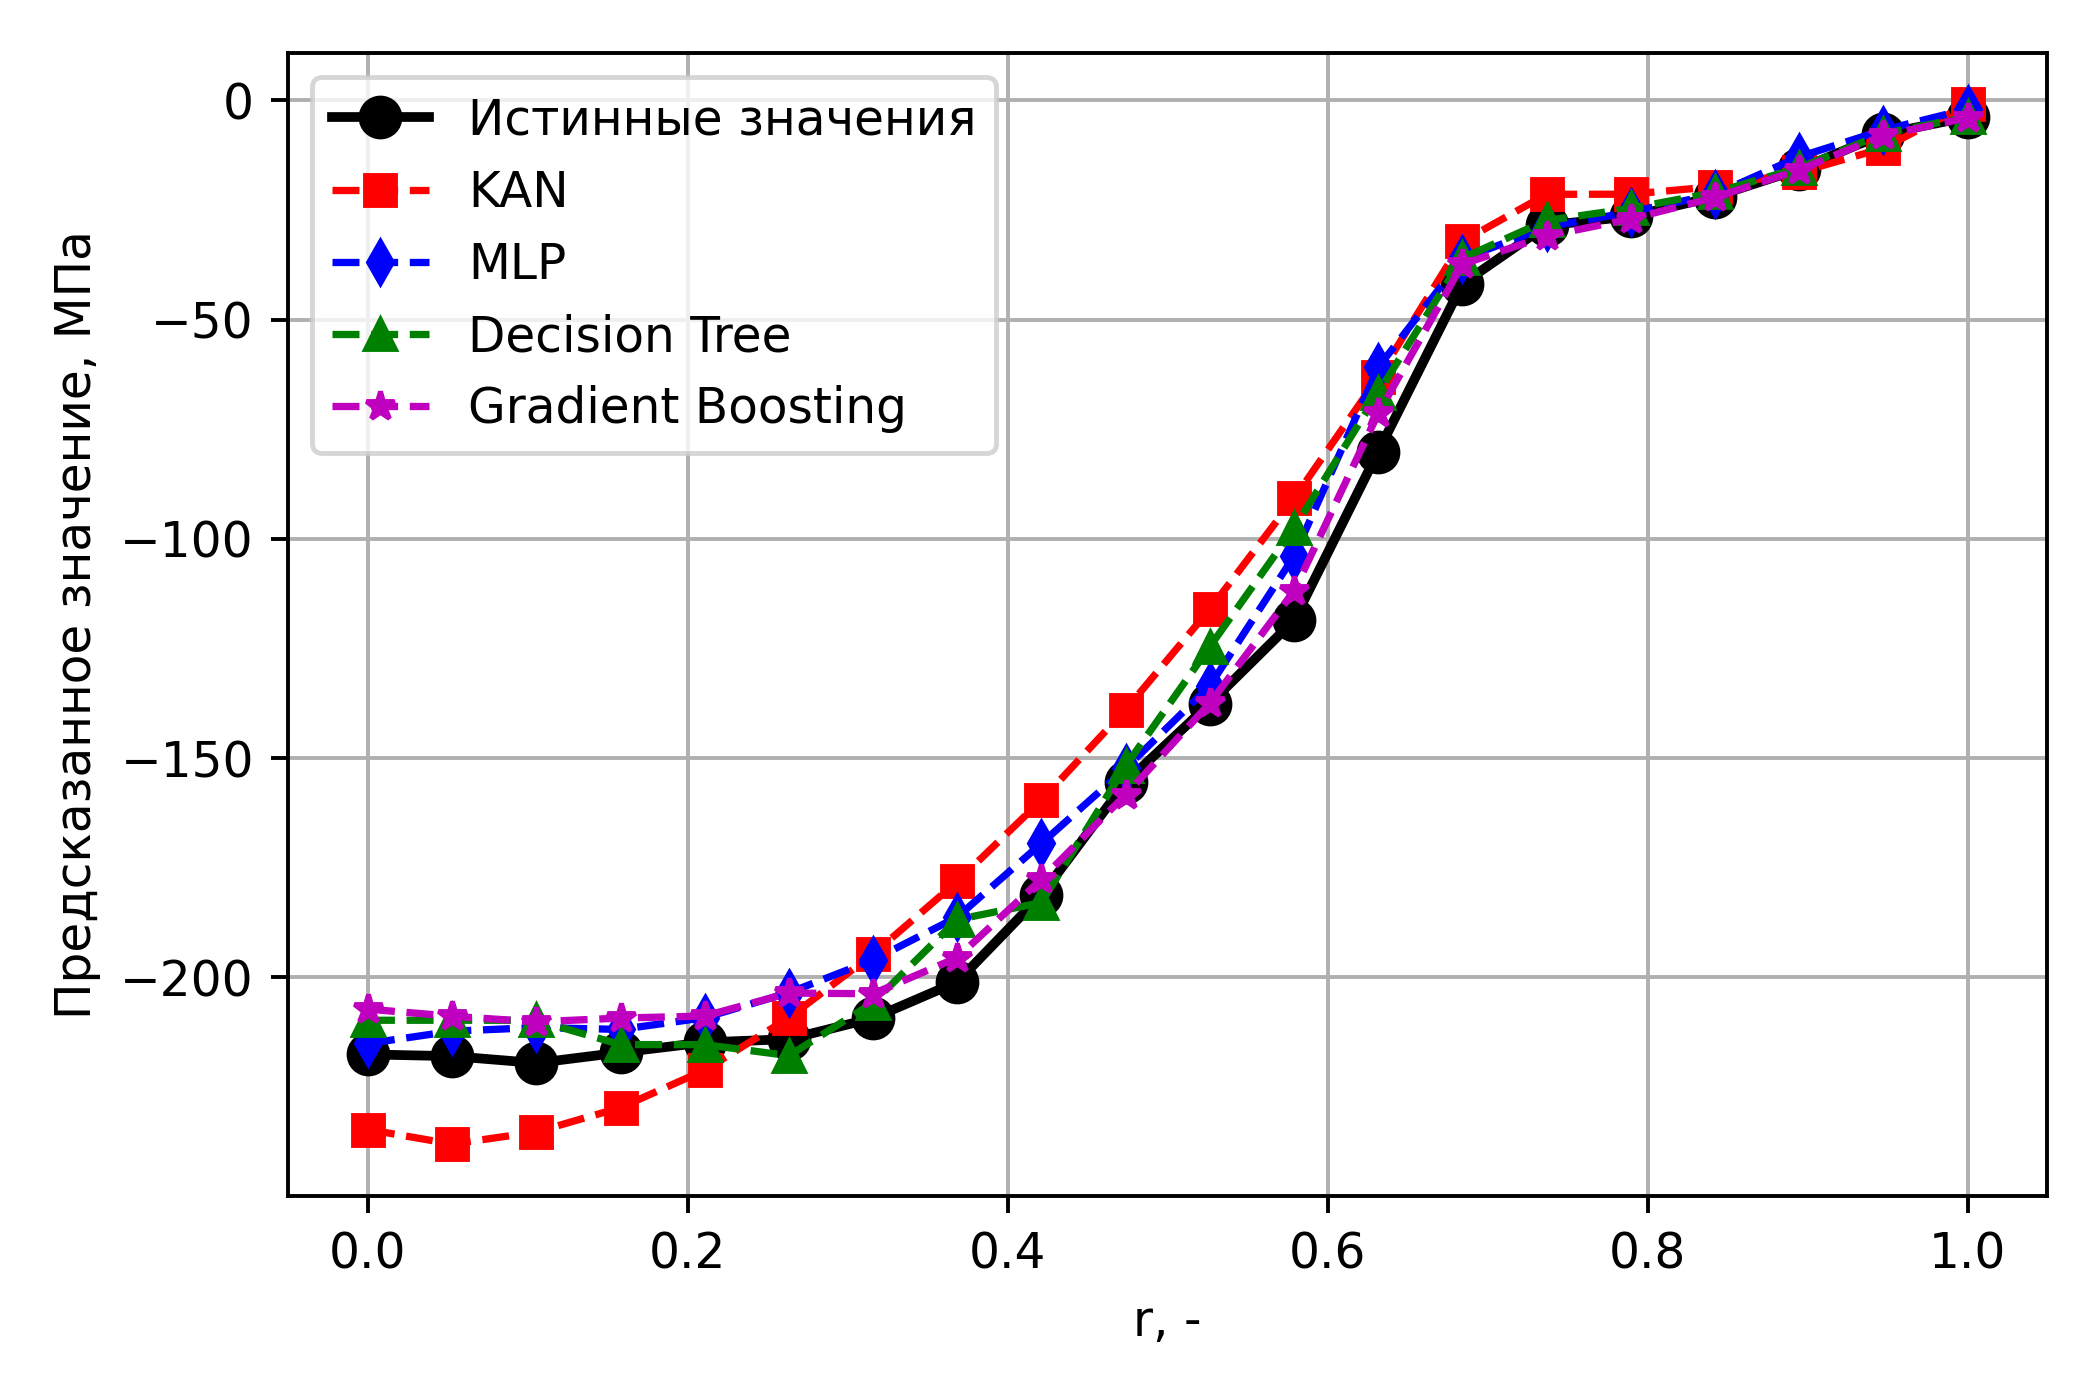 Истинные значения
KAN
MLP
Decision Tree
Gradient Boosting
Предсказанное значение, МПа
0
−50
−100
−150
−200
0.0 0.2 0.4 0.6 0.8 1.0
r, -